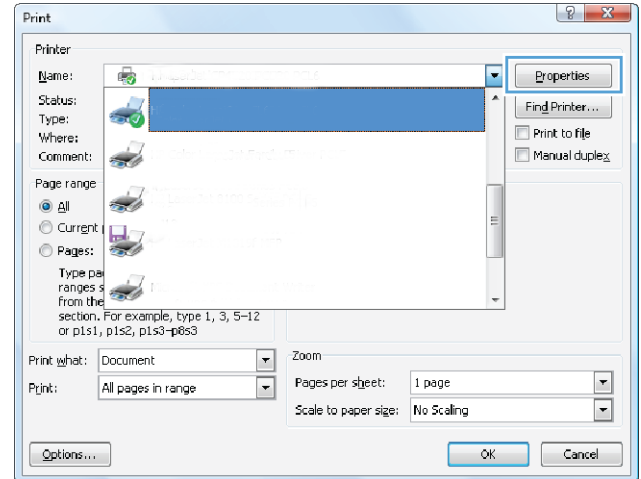 Print
Printer
Name:
Properties
Status:
Find Printer...
Type:
Where:
Print to file
Comment:
Manual duplex
Page range
All
Current
Pages:
Type
ranges
from the
section. For example, type 1, 3, 5–12
or p1s1, p1s2, p1s3–p8s3
Print what: Document
Print: All pages in range
Zoom
Pages per sheet: 1 page
Scale to paper size: No Scaling
Options...
OK
Cancel